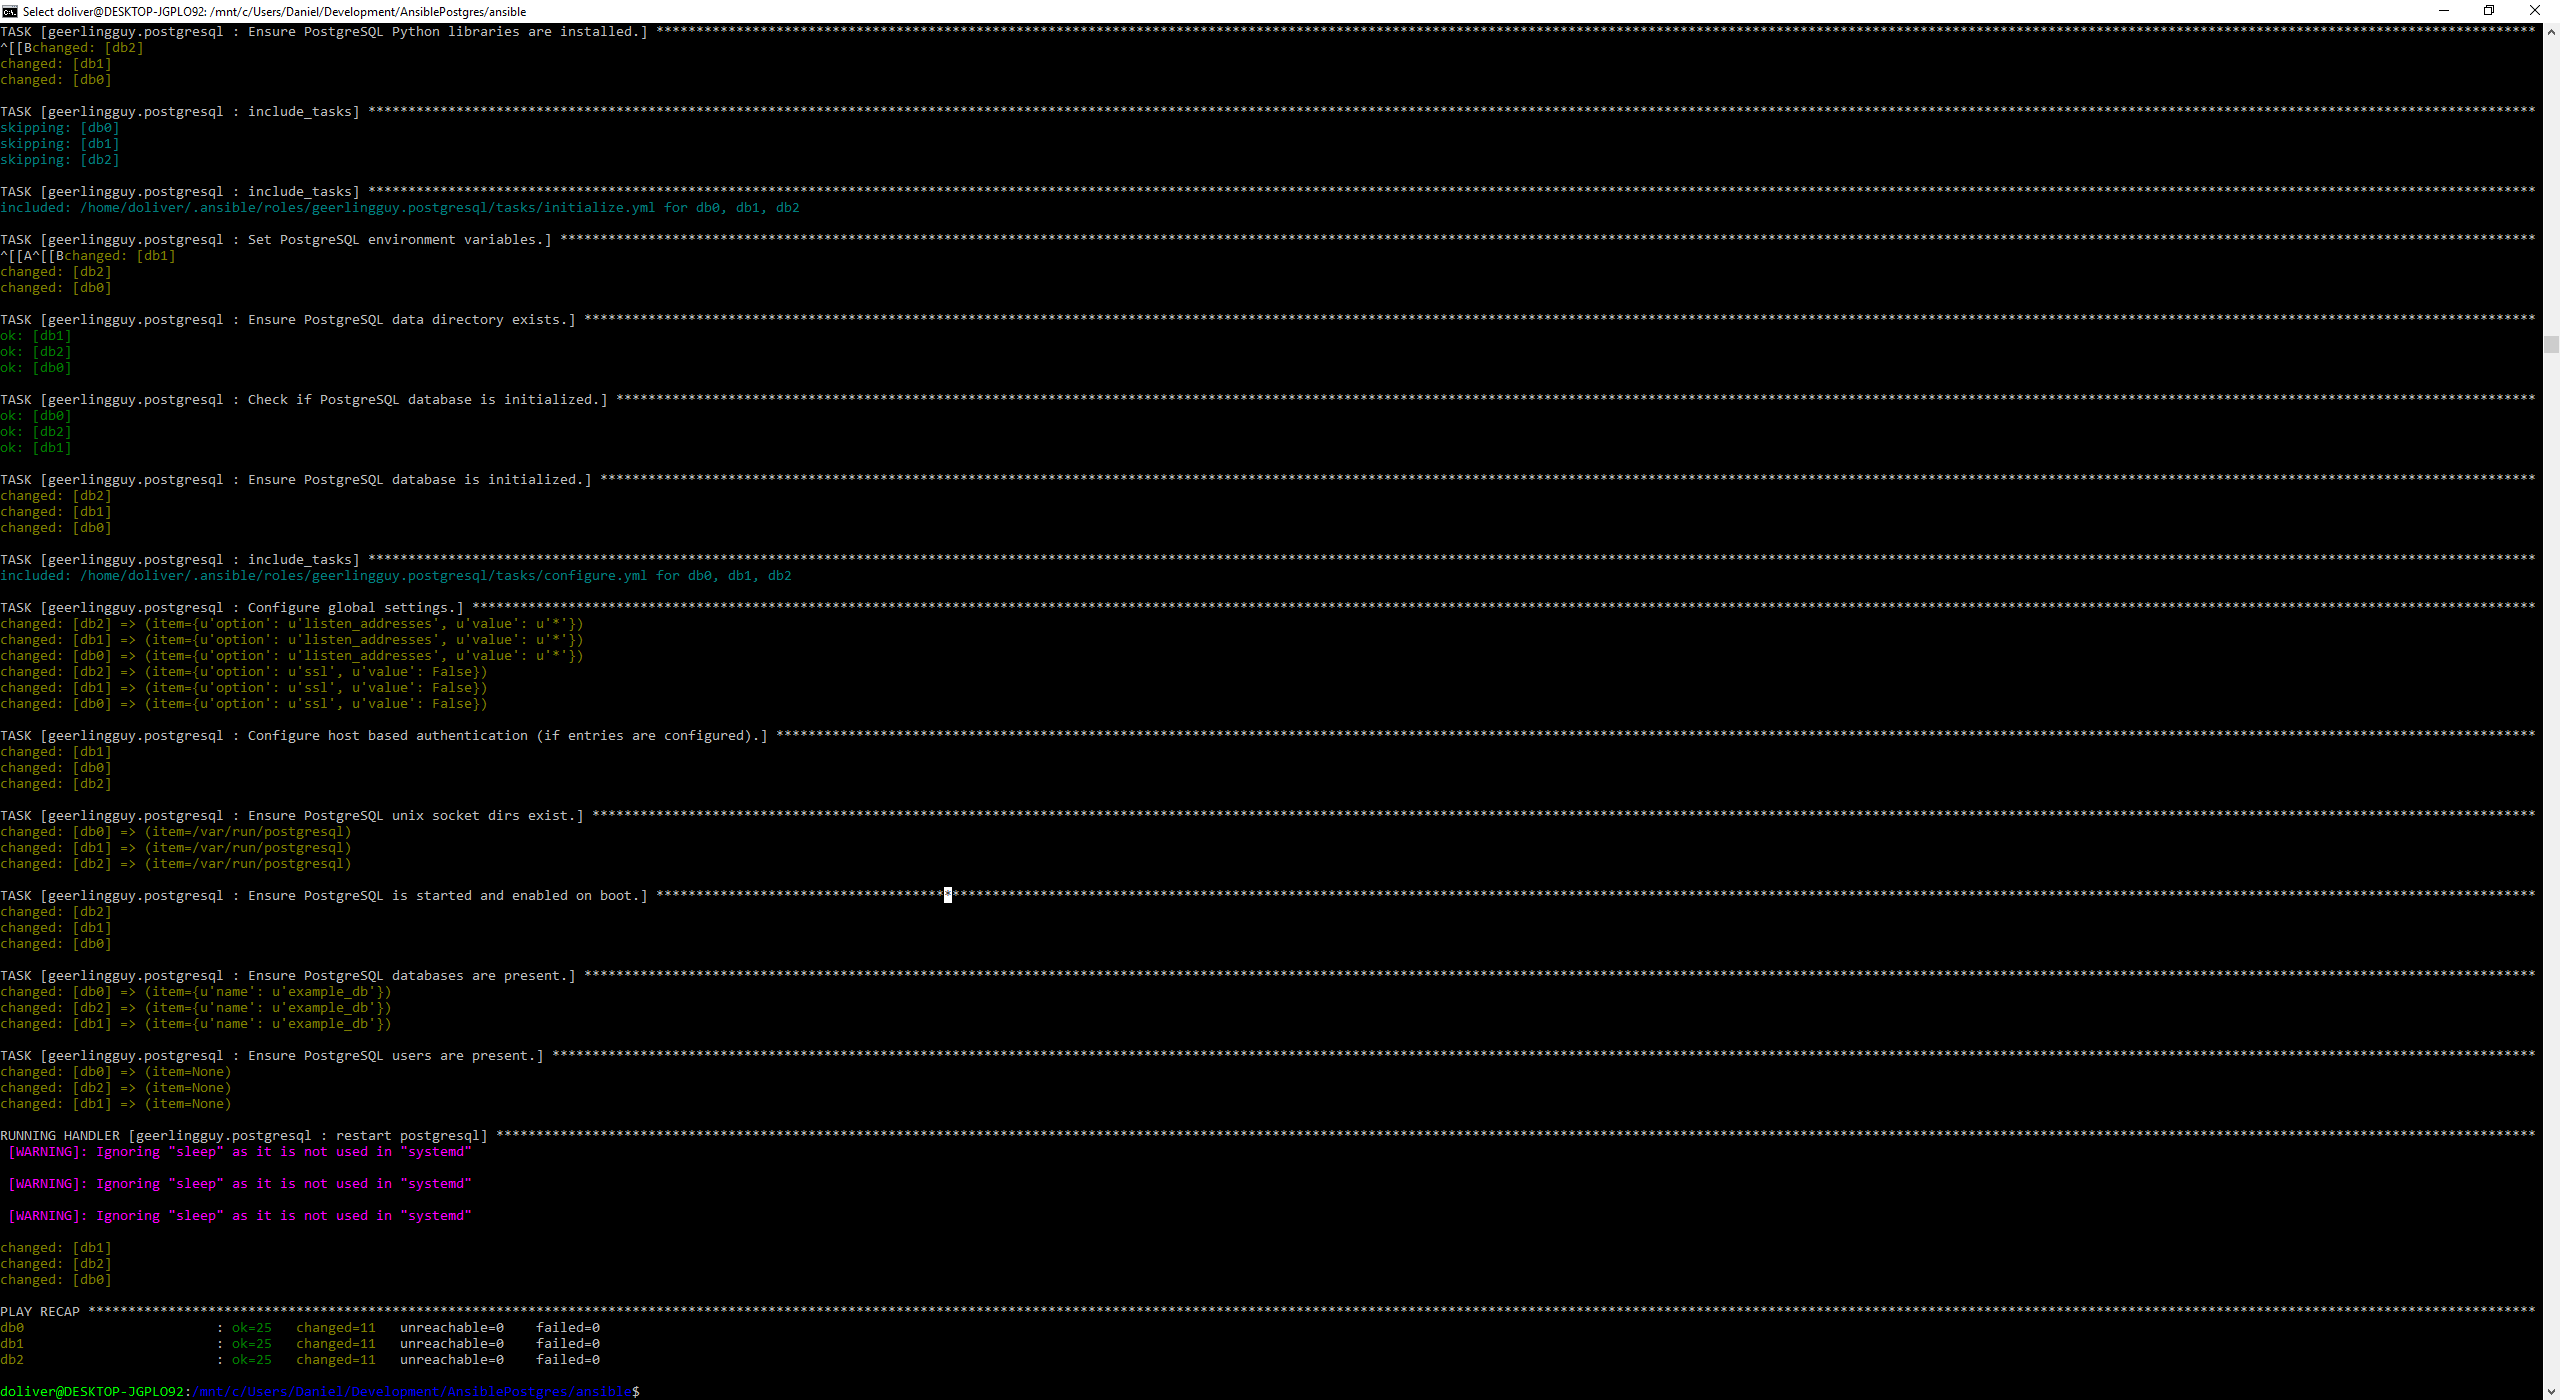 Select doliver@DESKTOP-JGPLO92: /mnt/c/Users/Daniel/Development/AnsiblePostgres/ansible
TASK [geerlingguy.postgresql : Ensure PostgreSQL Python libraries are installed.] ********************
^[[Bchanged: [db2]
changed: [db1]
changed: [db0]
TASK [geerlingguy.postgresql : include_tasks] ********************
skipping: [db0]
skipping: [db1]
skipping: [db2]
TASK [geerlingguy.postgresql : include_tasks] ********************
included: /home/doliver/.ansible/roles/geerlingguy.postgresql/tasks/initialize.yml for db0, db1, db2
TASK [geerlingguy.postgresql : Set PostgreSQL environment variables.] ********************
^[[A^[[Bchanged: [db1]
changed: [db2]
changed: [db0]
TASK [geerlingguy.postgresql : Ensure PostgreSQL data directory exists.] ********************
ok: [db1]
ok: [db2]
ok: [db0]
TASK [geerlingguy.postgresql : Check if PostgreSQL database is initialized.] ********************
ok: [db0]
ok: [db2]
ok: [db1]
TASK [geerlingguy.postgresql : Ensure PostgreSQL database is initialized.] ********************
changed: [db2]
changed: [db1]
changed: [db0]
TASK [geerlingguy.postgresql : include_tasks] ********************
included: /home/doliver/.ansible/roles/geerlingguy.postgresql/tasks/configure.yml for db0, db1, db2
TASK [geerlingguy.postgresql : Configure global settings.] ********************
changed: [db2] => (item={u'option': u'listen_addresses', u'value': u'*'})
changed: [db1] => (item={u'option': u'listen_addresses', u'value': u'*'})
changed: [db0] => (item={u'option': u'listen_addresses', u'value': u'*'})
changed: [db2] => (item={u'option': u'ssl', u'value': False})
changed: [db1] => (item={u'option': u'ssl', u'value': False})
changed: [db0] => (item={u'option': u'ssl', u'value': False})
TASK [geerlingguy.postgresql : Configure host based authentication (if entries are configured).] ********************
changed: [db1]
changed: [db0]
changed: [db2]
TASK [geerlingguy.postgresql : Ensure PostgreSQL unix socket dirs exist.] ********************
changed: [db0] => (item=/var/run/postgresql)
changed: [db1] => (item=/var/run/postgresql)
changed: [db2] => (item=/var/run/postgresql)
TASK [geerlingguy.postgresql : Ensure PostgreSQL is started and enabled on boot.] ********************
changed: [db2]
changed: [db1]
changed: [db0]
TASK [geerlingguy.postgresql : Ensure PostgreSQL databases are present.] ********************
changed: [db0] => (item={u'name': u'example_db'})
changed: [db2] => (item={u'name': u'example_db'})
changed: [db1] => (item={u'name': u'example_db'})
TASK [geerlingguy.postgresql : Ensure PostgreSQL users are present.] ********************
changed: [db0] => (item=None)
changed: [db2] => (item=None)
changed: [db1] => (item=None)
RUNNING HANDLER [geerlingguy.postgresql : restart postgresql] ********************
[WARNING]: Ignoring "sleep" as it is not used in "systemd"
[WARNING]: Ignoring "sleep" as it is not used in "systemd"
[WARNING]: Ignoring "sleep" as it is not used in "systemd"
changed: [db1]
changed: [db2]
changed: [db0]
PLAY RECAP ********************
db0 : ok=25 changed=11 unreachable=0 failed=0
db1 : ok=25 changed=11 unreachable=0 failed=0
db2 : ok=25 changed=11 unreachable=0 failed=0
doliver@DESKTOP-JGPLO92:/mnt/c/Users/Daniel/Development/AnsiblePostgres/ansible$